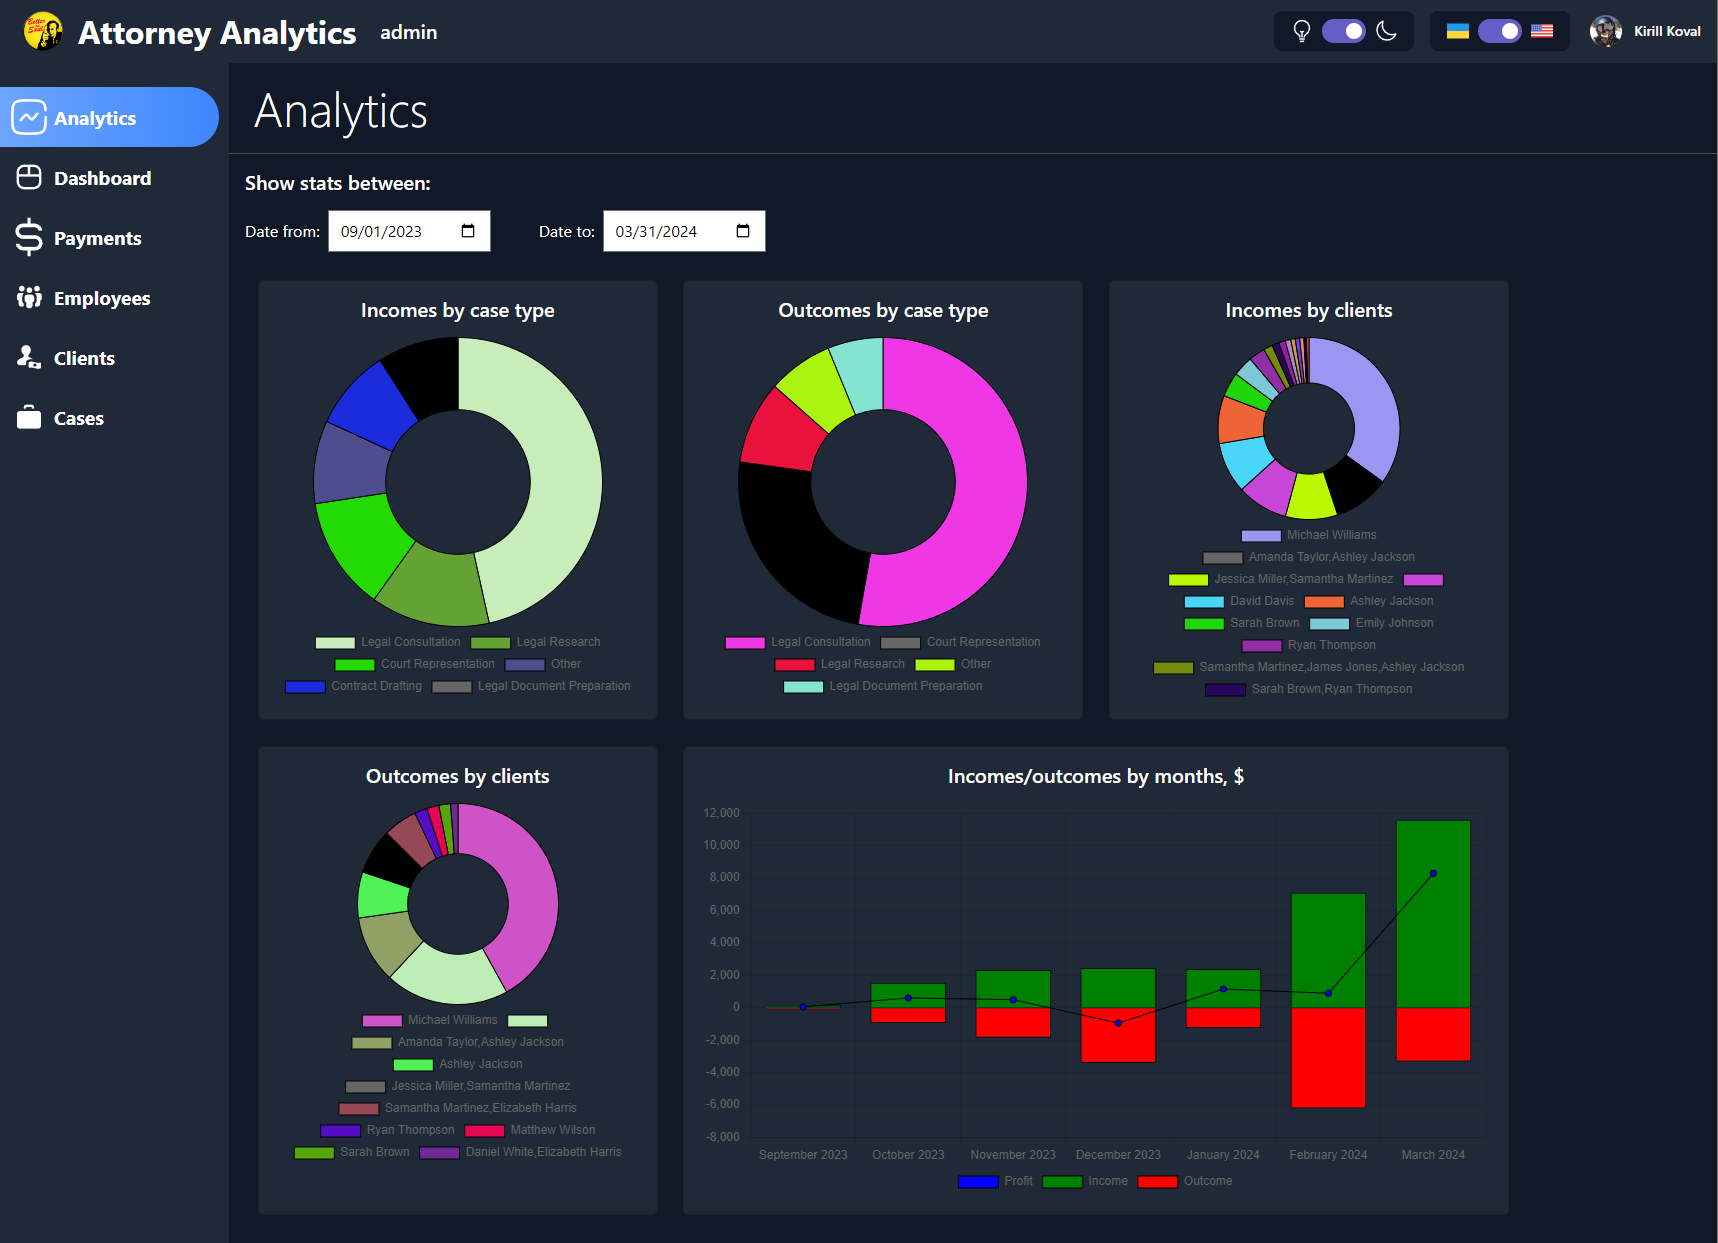 Better Call Saul
Attorney Analytics
admin
Kirill Koval
Analytics
Dashboard
Payments
Employees
Clients
Cases
Analytics
Show stats between:
Date from: 09/01/2023 Date to: 03/31/2024
Incomes by case type
Legal Consultation Legal Research
Court Representation Other
Contract Drafting Legal Document Preparation
Outcomes by case type
Legal Consultation Court Representation
Legal Research Other
Legal Document Preparation
Incomes by clients
Michael Williams
Amanda Taylor,Ashley Jackson
Jessica Miller,Samantha Martinez
David Davis Ashley Jackson
Sarah Brown Emily Johnson
Ryan Thompson
Samantha Martinez,James Jones,Ashley Jackson
Sarah Brown,Ryan Thompson
Outcomes by clients
Michael Williams
Amanda Taylor,Ashley Jackson
Ashley Jackson
Jessica Miller,Samantha Martinez
Samantha Martinez,Elizabeth Harris
Ryan Thompson Matthew Wilson
Sarah Brown Daniel White,Elizabeth Harris
Incomes/outcomes by months, $
12,000
10,000
8,000
6,000
4,000
2,000
0
-2,000
-4,000
-6,000
-8,000
September 2023 October 2023 November 2023 December 2023 January 2024 February 2024 March 2024
Profit Income Outcome